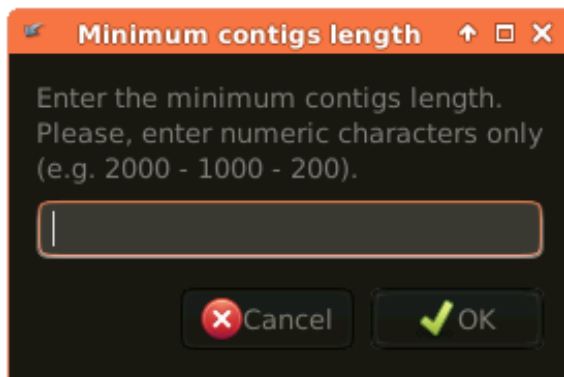 Minimum contigs length
Enter the minimum contigs length.
Please, enter numeric characters only
(e.g. 2000 - 1000 - 200).
Cancel
OK